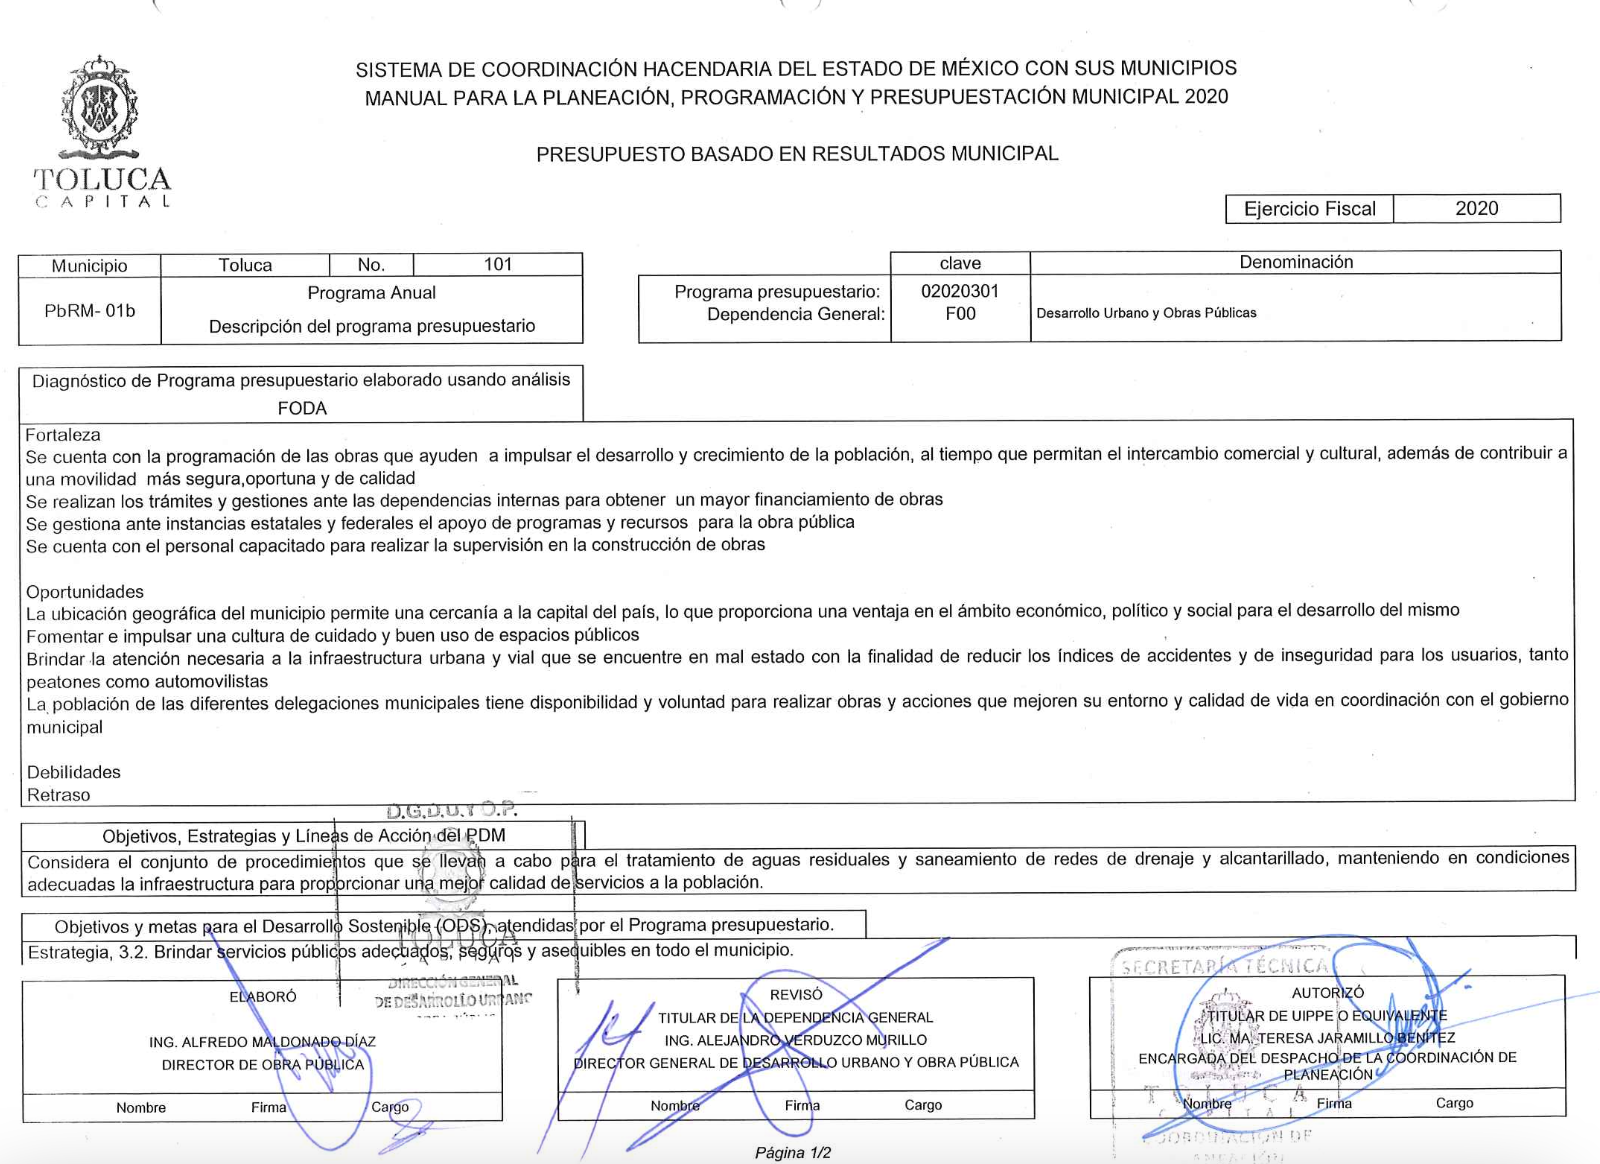 SISTEMA DE COORDINACIÓN HACENDARIA DEL ESTADO DE MÉXICO CON SUS MUNICIPIOS
MANUAL PARA LA PLANEACIÓN, PROGRAMACIÓN Y PRESUPUESTACIÓN MUNICIPAL 2020
PRESUPUESTO BASADO EN RESULTADOS MUNICIPAL
TOLUCA
CAPITAL
Ejercicio Fiscal 2020
Municipio Toluca No. 101
PbRM- 01b
Programa Anual
Descripción del programa presupuestario
clave Denominación
Programa presupuestario: 02020301
Dependencia General: F00 Desarrollo Urbano y Obras Públicas
Diagnóstico de Programa presupuestario elaborado usando análisis
FODA
Fortaleza
Se cuenta con la programación de las obras que ayuden a impulsar el desarrollo y crecimiento de la población, al tiempo que permitan el intercambio comercial y cultural, además de contribuir a
una movilidad más segura,oportuna y de calidad
Se realizan los trámites y gestiones ante las dependencias internas para obtener un mayor financiamiento de obras
Se gestiona ante instancias estatales y federales el apoyo de programas y recursos para la obra pública
Se cuenta con el personal capacitado para realizar la supervisión en la construcción de obras
Oportunidades
La ubicación geográfica del municipio permite una cercanía a la capital del país, lo que proporciona una ventaja en el ámbito económico, político y social para el desarrollo del mismo
Fomentar e impulsar una cultura de cuidado y buen uso de espacios públicos
Brindar la atención necesaria a la infraestructura urbana y vial que se encuentre en mal estado con la finalidad de reducir los índices de accidentes y de inseguridad para los usuarios, tanto
peatones como automovilistas
La población de las diferentes delegaciones municipales tiene disponibilidad y voluntad para realizar obras y acciones que mejoren su entorno y calidad de vida en coordinación con el gobierno
municipal
Debilidades
Retraso
D.G.D.U.Y O.P.
Objetivos, Estrategias y Líneas de Acción del PDM
Considera el conjunto de procedimientos que se llevan a cabo para el tratamiento de aguas residuales y saneamiento de redes de drenaje y alcantarillado, manteniendo en condiciones
adecuadas la infraestructura para proporcionar una mejor calidad de servicios a la población.
Objetivos y metas para el Desarrollo Sostenible (ODS), atendidas por el Programa presupuestario.
TOLUCA
Estrategia, 3.2. Brindar servicios públicos adecuados, seguros y asequibles en todo el municipio.
DIRECCIÓN GENERAL
DE DESARROLLO URBANO
SECRETARÍA TÉCNICA
ELABORÓ
ING. ALFREDO MALDONADO DÍAZ
DIRECTOR DE OBRA PÚBLICA
Nombre Firma Cargo
REVISÓ
TITULAR DE LA DEPENDENCIA GENERAL
ING. ALEJANDRO VERDUZCO MURILLO
DIRECTOR GENERAL DE DESARROLLO URBANO Y OBRA PÚBLICA
Nombre Firma Cargo
AUTORIZÓ
TITULAR DE UIPPE O EQUIVALENTE
LIC. MA. TERESA JARAMILLO BENÍTEZ
ENCARGADA DEL DESPACHO DE LA COORDINACIÓN DE
PLANEACIÓN
Nombre Firma Cargo
TOLUCA
CAPITAL
COORDINACIÓN DE
Página 1/2